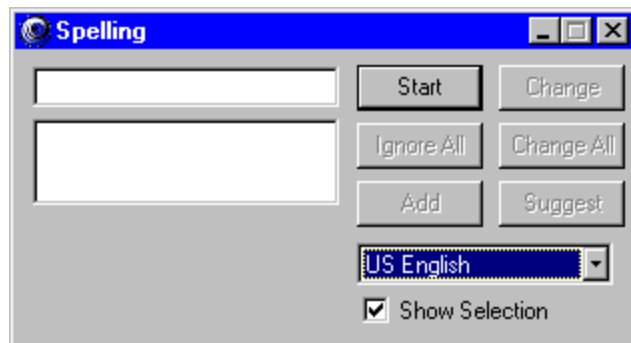 Spelling
Start
Change
Ignore All
Change All
Add
Suggest
US English
Show Selection